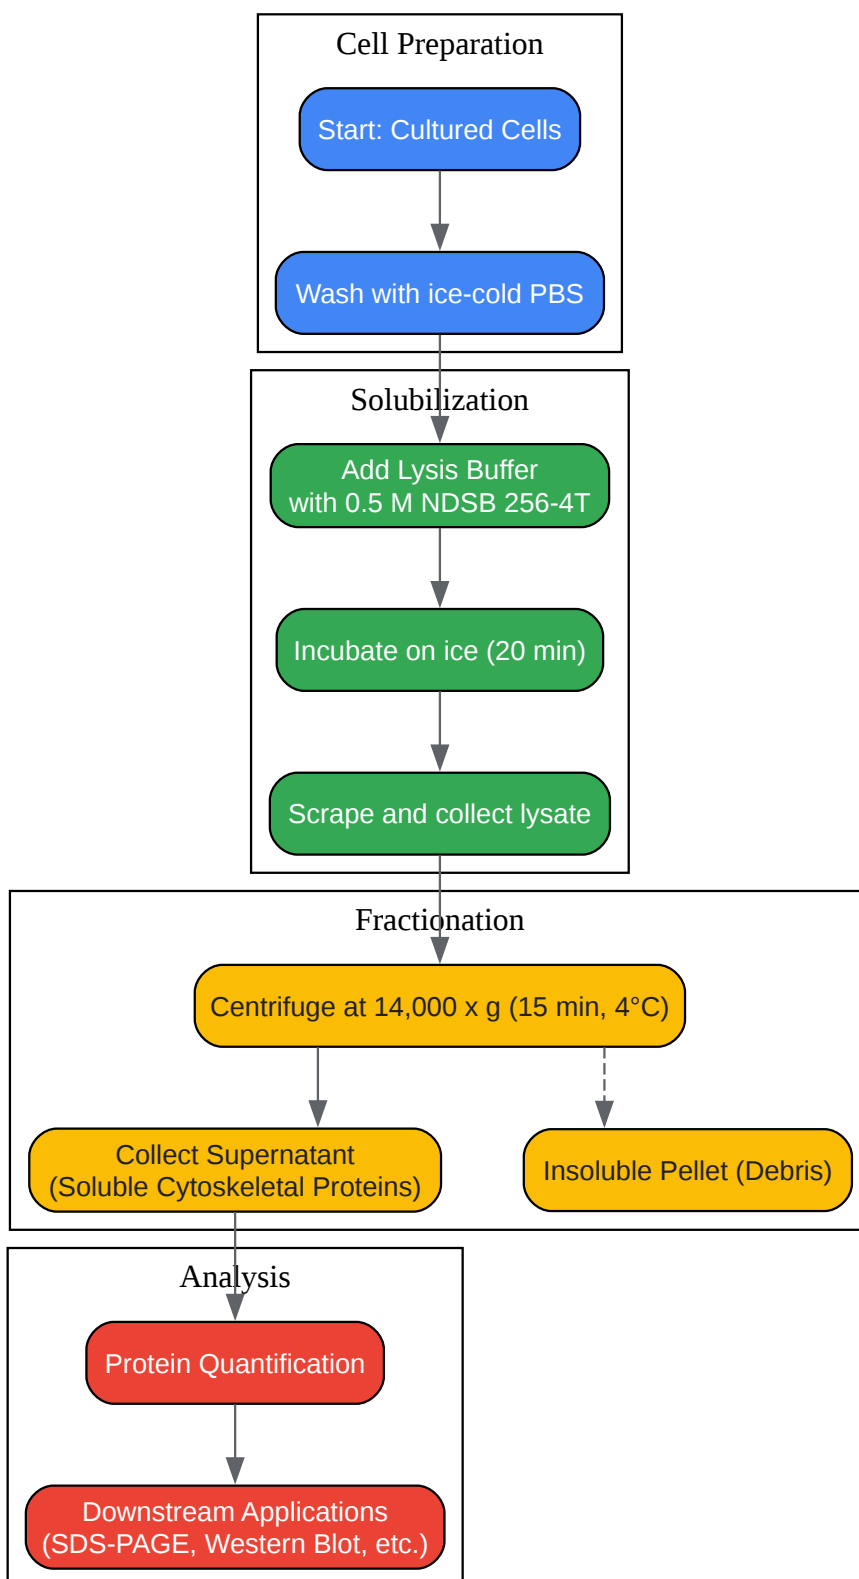 Cell Preparation
Start: Cultured Cells
Wash with ice-cold PBS
Solubilization
Add Lysis Buffer
with 0.5 M NDSB 256-4T
Incubate on ice (20 min)
Scrape and collect lysate
Fractionation
Centrifuge at 14,000 x g (15 min, 4°C)
Collect Supernatant
(Soluble Cytoskeletal Proteins)
Insoluble Pellet (Debris)
Analysis
Protein Quantification
Downstream Applications
(SDS-PAGE, Western Blot, etc.)